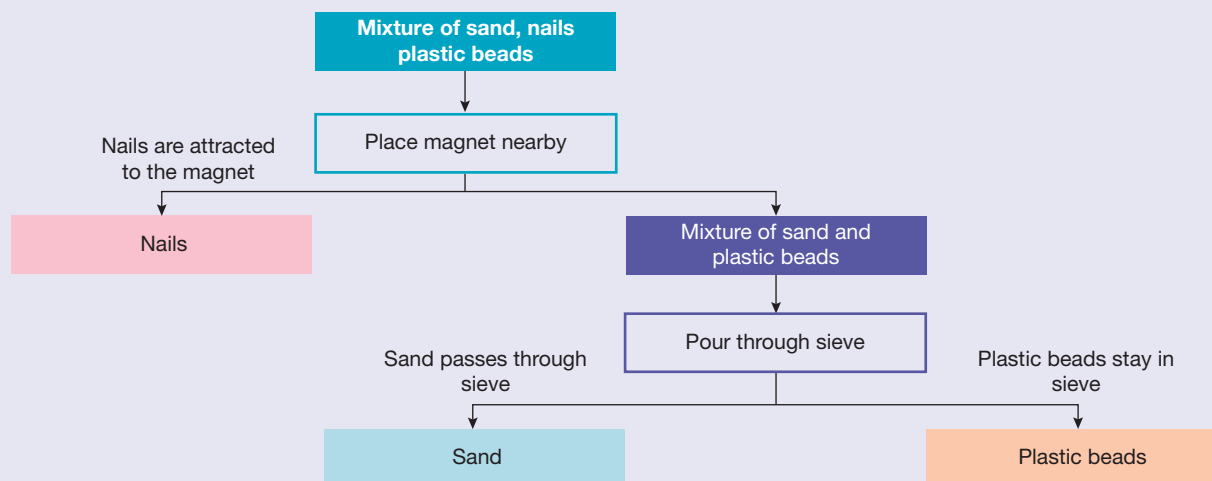 Mixture of sand, nails
plastic beads
Place magnet nearby
Nails are attracted
to the magnet
Nails
Mixture of sand and
plastic beads
Pour through sieve
Sand passes through
sieve
Plastic beads stay in
sieve
Sand
Plastic beads